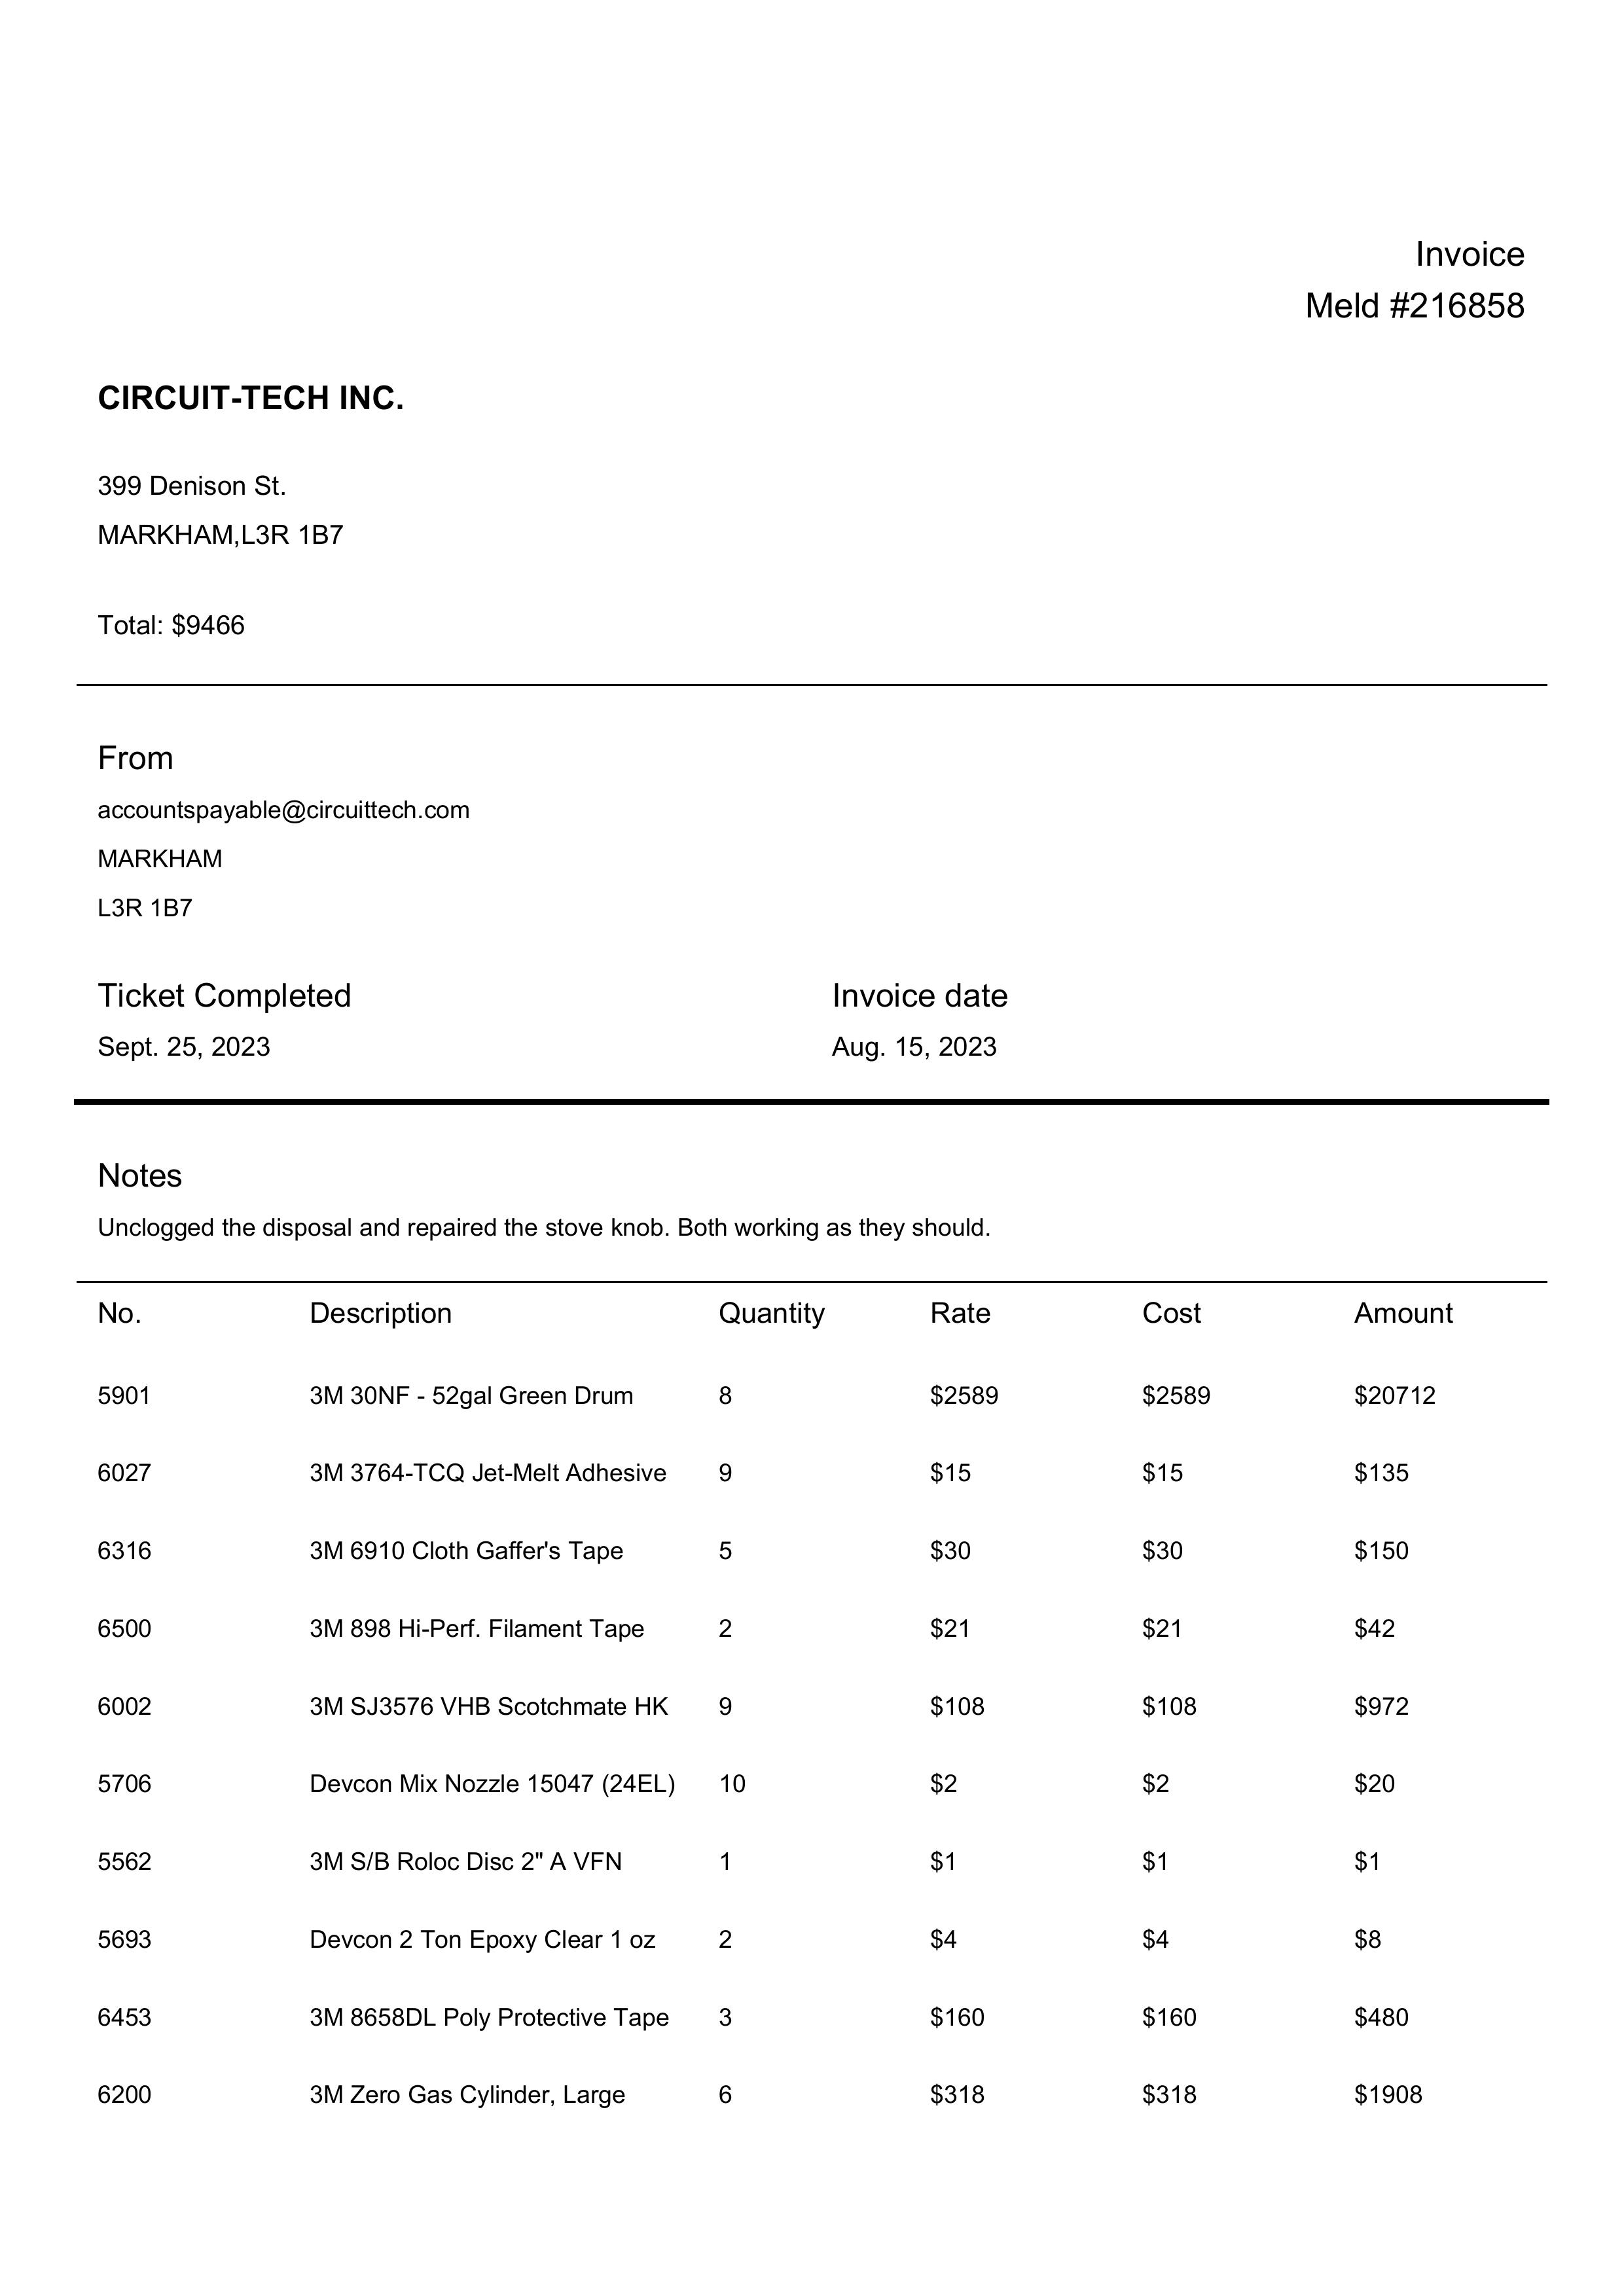 Invoice
Meld #216858
CIRCUIT-TECH INC.
399 Denison St.
MARKHAM,L3R 1B7
Total: $9466
From
accountspayable@circuittech.com
MARKHAM
L3R 1B7
Ticket Completed Invoice date
Sept. 25, 2023 Aug. 15, 2023
Notes
Unclogged the disposal and repaired the stove knob. Both working as they should.
No. Description Quantity Rate Cost Amount
5901 3M 30NF - 52gal Green Drum 8 $2589 $2589 $20712
6027 3M 3764-TCQ Jet-Melt Adhesive 9 $15 $15 $135
6316 3M 6910 Cloth Gaffer's Tape 5 $30 $30 $150
6500 3M 898 Hi-Perf. Filament Tape 2 $21 $21 $42
6002 3M SJ3576 VHB Scotchmate HK 9 $108 $108 $972
5706 Devcon Mix Nozzle 15047 (24EL) 10 $2 $2 $20
5562 3M S/B Roloc Disc 2" A VFN 1 $1 $1 $1
5693 Devcon 2 Ton Epoxy Clear 1 oz 2 $4 $4 $8
6453 3M 8658DL Poly Protective Tape 3 $160 $160 $480
6200 3M Zero Gas Cylinder, Large 6 $318 $318 $1908